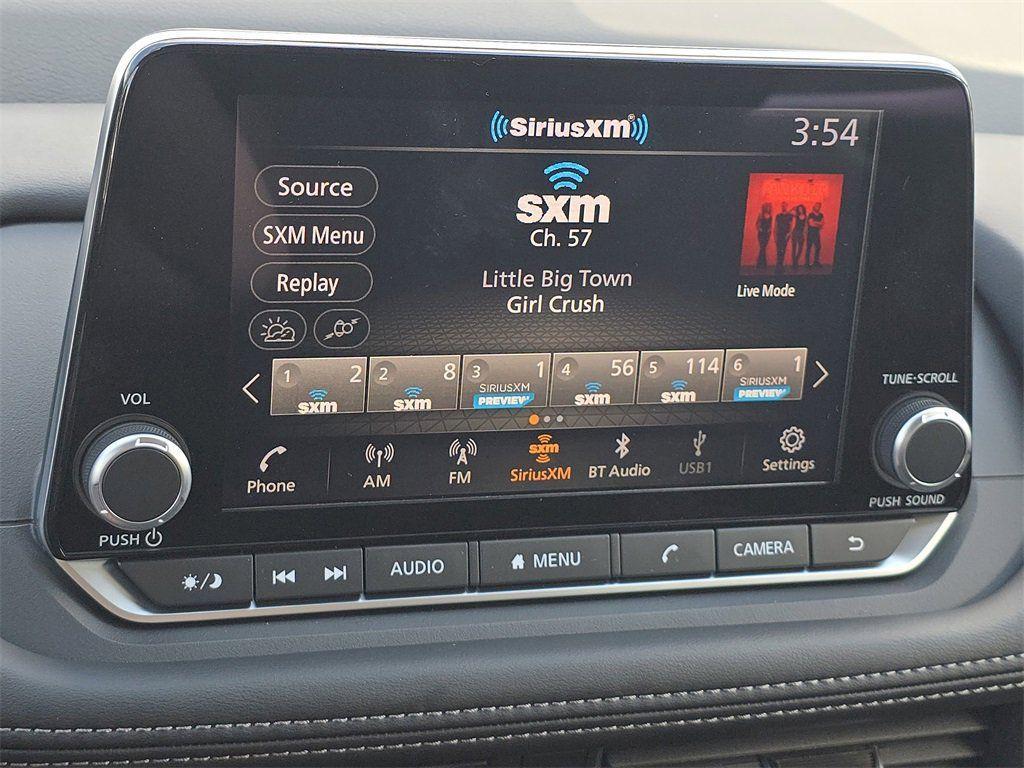 SiriusXM®
3:54
Source
SXM Menu
Replay
sxm
Ch. 57
Little Big Town
Girl Crush
Live Mode
1 2 sxm
2 8 sxm
3 1 SIRIUSXM PREVIEW
4 56 sxm
5 114 sxm
6 1 SIRIUSXM PREVIEW
Phone
AM
FM
sxm
SiriusXM
BT Audio
USB1
Settings
VOL
PUSH
TUNE·SCROLL
PUSH SOUND
AUDIO
MENU
CAMERA